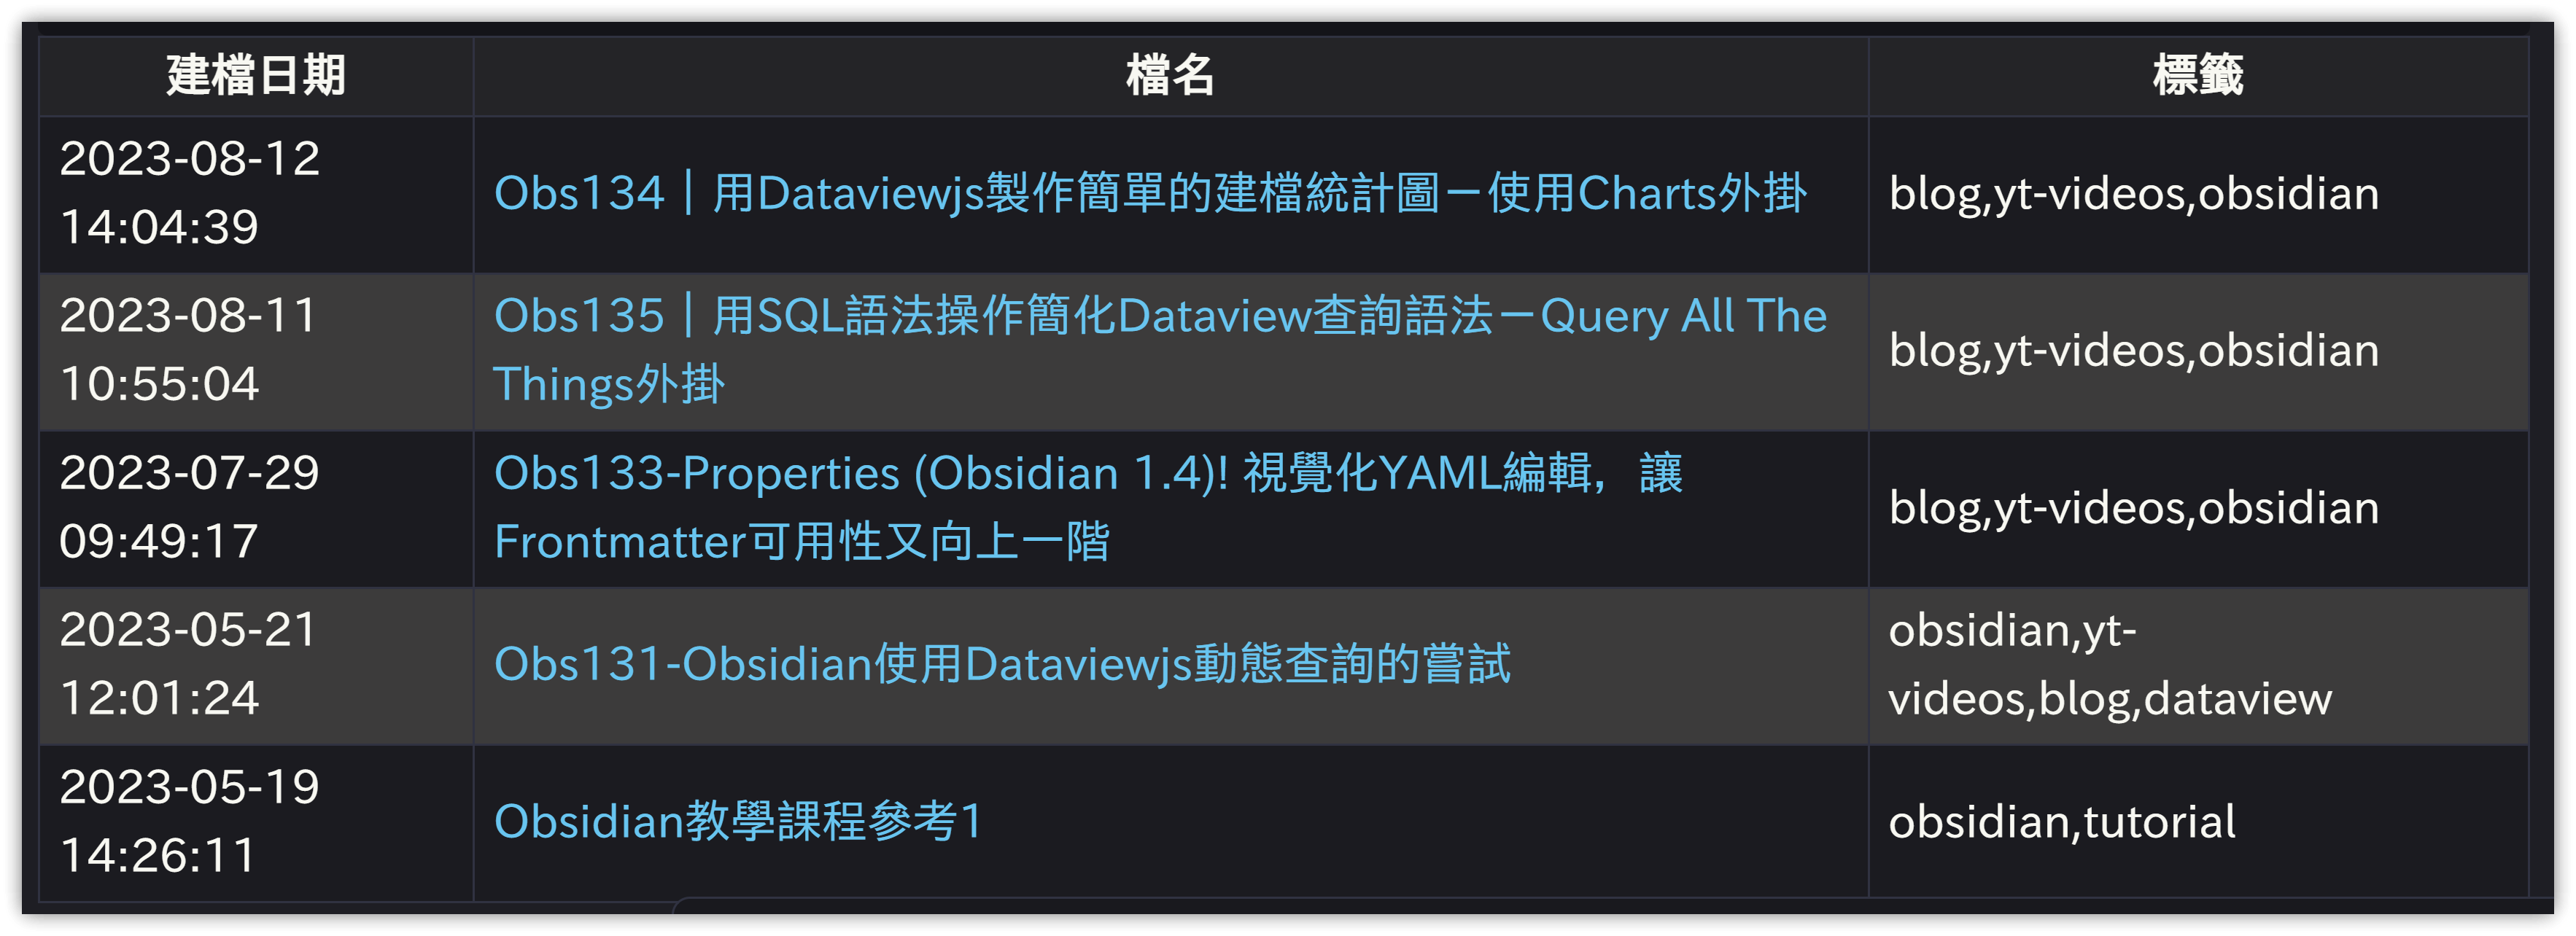 建檔日期 檔名 標籤
2023-08-12
14:04:39
Obs134｜用Dataviewjs製作簡單的建檔統計圖－使用Charts外掛
blog,yt-videos,obsidian
2023-08-11
10:55:04
Obs135｜用SQL語法操作簡化Dataview查詢語法－Query All The
Things外掛
blog,yt-videos,obsidian
2023-07-29
09:49:17
Obs133-Properties (Obsidian 1.4)! 視覺化YAML編輯，讓
Frontmatter可用性又向上一階
blog,yt-videos,obsidian
2023-05-21
12:01:24
Obs131-Obsidian使用Dataviewjs動態查詢的嘗試
obsidian,yt-
videos,blog,dataview
2023-05-19
14:26:11
Obsidian教學課程參考1
obsidian,tutorial